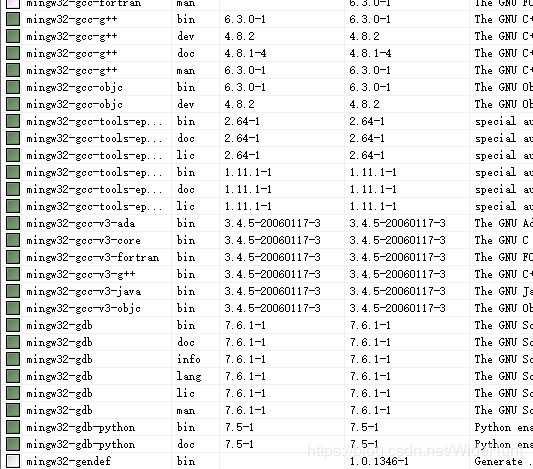 mingw32-gcc-fortran man 6.3.0-1 The GNU FO
mingw32-gcc-g++ bin 6.3.0-1 6.3.0-1 The GNU C+
mingw32-gcc-g++ dev 4.8.2 4.8.2 The GNU C+
mingw32-gcc-g++ doc 4.8.1-4 4.8.1-4 The GNU C+
mingw32-gcc-g++ man 6.3.0-1 6.3.0-1 The GNU C+
mingw32-gcc-objc bin 6.3.0-1 6.3.0-1 The GNU Ob
mingw32-gcc-objc dev 4.8.2 4.8.2 The GNU Ob
mingw32-gcc-tools-ep... bin 2.64-1 2.64-1 special au
mingw32-gcc-tools-ep... doc 2.64-1 2.64-1 special au
mingw32-gcc-tools-ep... lic 2.64-1 2.64-1 special au
mingw32-gcc-tools-ep... bin 1.11.1-1 1.11.1-1 special au
mingw32-gcc-tools-ep... doc 1.11.1-1 1.11.1-1 special au
mingw32-gcc-tools-ep... lic 1.11.1-1 1.11.1-1 special au
mingw32-gcc-v3-ada bin 3.4.5-20060117-3 3.4.5-20060117-3 The GNU Ad
mingw32-gcc-v3-core bin 3.4.5-20060117-3 3.4.5-20060117-3 The GNU C
mingw32-gcc-v3-fortran bin 3.4.5-20060117-3 3.4.5-20060117-3 The GNU FO
mingw32-gcc-v3-g++ bin 3.4.5-20060117-3 3.4.5-20060117-3 The GNU C+
mingw32-gcc-v3-java bin 3.4.5-20060117-3 3.4.5-20060117-3 The GNU Ja
mingw32-gcc-v3-objc bin 3.4.5-20060117-3 3.4.5-20060117-3 The GNU Ob
mingw32-gdb bin 7.6.1-1 7.6.1-1 The GNU So
mingw32-gdb doc 7.6.1-1 7.6.1-1 The GNU So
mingw32-gdb info 7.6.1-1 7.6.1-1 The GNU So
mingw32-gdb lang 7.6.1-1 7.6.1-1 The GNU So
mingw32-gdb lic 7.6.1-1 7.6.1-1 The GNU So
mingw32-gdb man 7.6.1-1 7.6.1-1 The GNU So
mingw32-gdb-python bin 7.5-1 7.5-1 Python ena
mingw32-gdb-python doc 7.5-1 7.5-1 Python ena
https://blog.csdn.net/WideHunt
mingw32-gendef bin 1.0.1346-1 Generate .